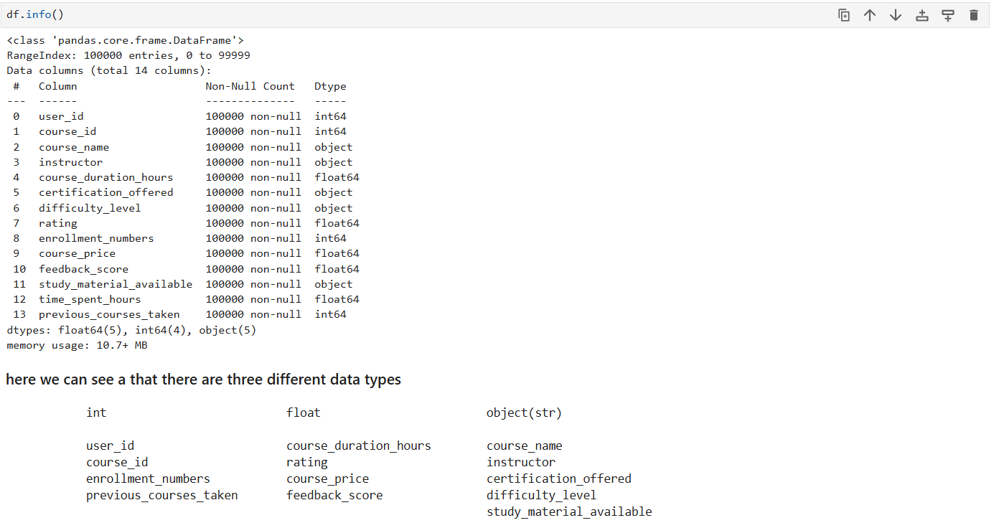 df.info()
<class 'pandas.core.frame.DataFrame'>
RangeIndex: 100000 entries, 0 to 99999
Data columns (total 14 columns):
 #   Column                    Non-Null Count   Dtype
---  ------                    --------------   -----
 0   user_id                   100000 non-null  int64
 1   course_id                 100000 non-null  int64
 2   course_name               100000 non-null  object
 3   instructor                100000 non-null  object
 4   course_duration_hours     100000 non-null  float64
 5   certification_offered     100000 non-null  object
 6   difficulty_level          100000 non-null  object
 7   rating                    100000 non-null  float64
 8   enrollment_numbers        100000 non-null  int64
 9   course_price              100000 non-null  float64
 10  feedback_score            100000 non-null  float64
 11  study_material_available  100000 non-null  object
 12  time_spent_hours          100000 non-null  float64
 13  previous_courses_taken    100000 non-null  int64
dtypes: float64(5), int64(4), object(5)
memory usage: 10.7+ MB
here we can see a that there are three different data types
int                          float                        object(str)
user_id                      course_duration_hours        course_name
course_id                    rating                       instructor
enrollment_numbers           course_price                 certification_offered
previous_courses_taken       feedback_score               difficulty_level
study_material_available